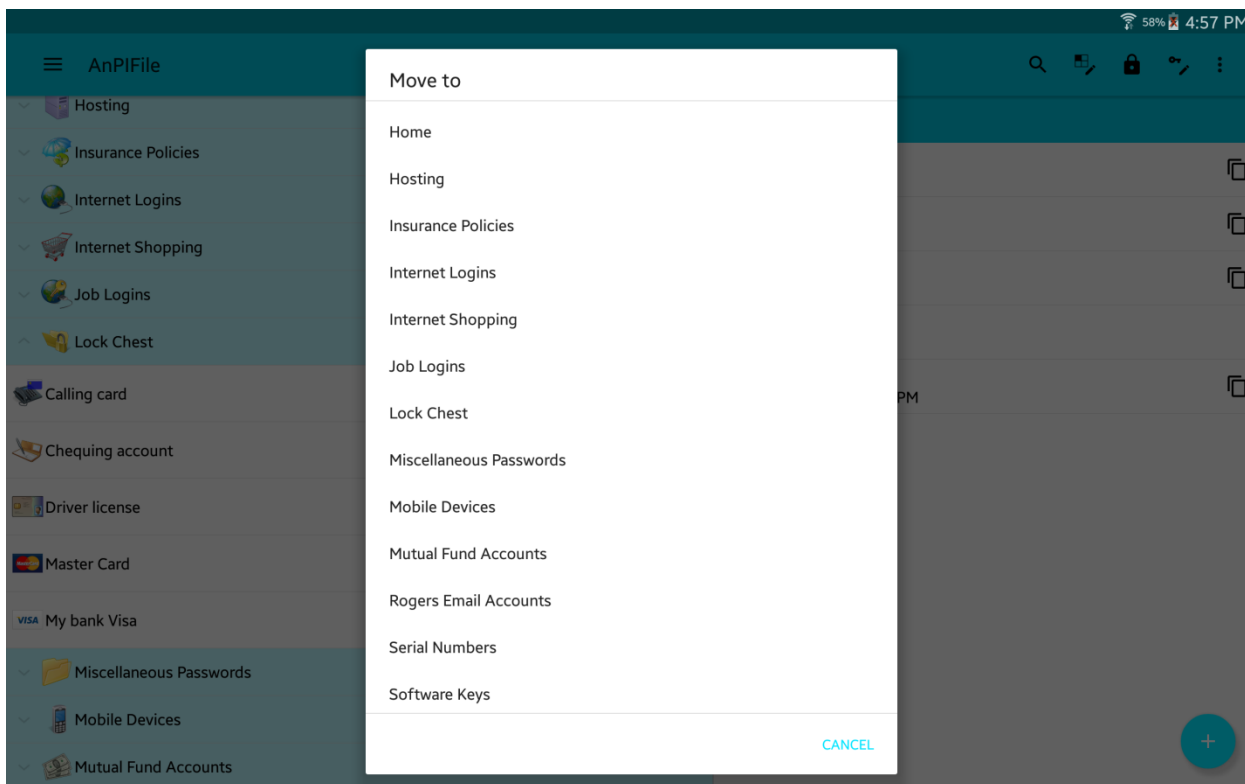 58% 4:57 PM
AnPIFile
Hosting
Insurance Policies
Internet Logins
Internet Shopping
Job Logins
Lock Chest
Calling card
Chequing account
Driver license
Master Card
VISA My bank Visa
Miscellaneous Passwords
Mobile Devices
Mutual Fund Accounts
Move to
Home
Hosting
Insurance Policies
Internet Logins
Internet Shopping
Job Logins
Lock Chest
Miscellaneous Passwords
Mobile Devices
Mutual Fund Accounts
Rogers Email Accounts
Serial Numbers
Software Keys
CANCEL
PM